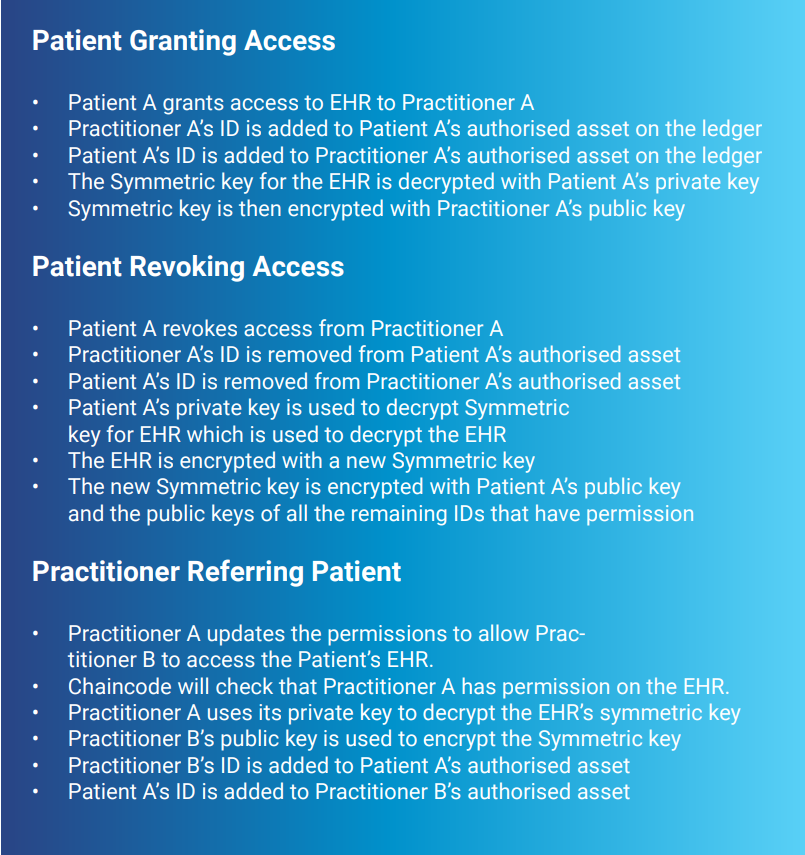 Patient Granting Access
• Patient A grants access to EHR to Practitioner A
• Practitioner A’s ID is added to Patient A’s authorised asset on the ledger
• Patient A’s ID is added to Practitioner A’s authorised asset on the ledger
• The Symmetric key for the EHR is decrypted with Patient A’s private key
• Symmetric key is then encrypted with Practitioner A’s public key
Patient Revoking Access
• Patient A revokes access from Practitioner A
• Practitioner A’s ID is removed from Patient A’s authorised asset
• Patient A’s ID is removed from Practitioner A’s authorised asset
• Patient A’s private key is used to decrypt Symmetric
key for EHR which is used to decrypt the EHR
• The EHR is encrypted with a new Symmetric key
• The new Symmetric key is encrypted with Patient A’s public key
and the public keys of all the remaining IDs that have permission
Practitioner Referring Patient
• Practitioner A updates the permissions to allow Prac-
titioner B to access the Patient’s EHR.
• Chaincode will check that Practitioner A has permission on the EHR.
• Practitioner A uses its private key to decrypt the EHR’s symmetric key
• Practitioner B’s public key is used to encrypt the Symmetric key
• Practitioner B’s ID is added to Patient A’s authorised asset
• Patient A’s ID is added to Practitioner B’s authorised asset